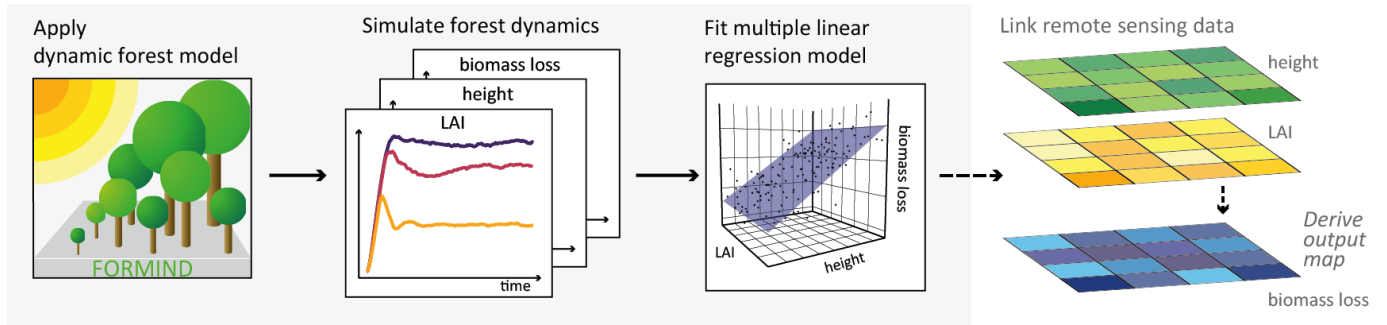 Apply
dynamic forest model
FORMIND
Simulate forest dynamics
biomass loss
height
LAI
time
Fit multiple linear
regression model
biomass loss
LAI
height
Link remote sensing data
height
LAI
Derive
output
map
biomass loss